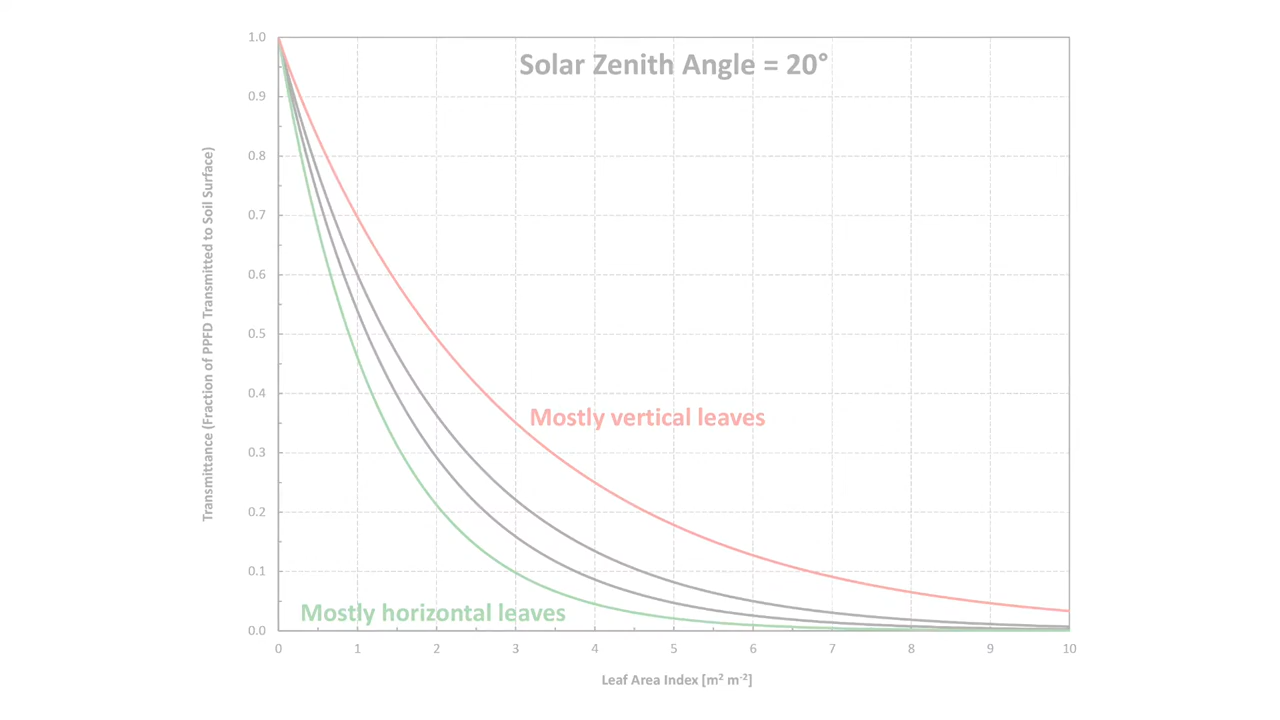 Solar Zenith Angle = 20°
Transmittance (Fraction of PPFD Transmitted to Soil Surface)
1.0
0.9
0.8
0.7
0.6
0.5
0.4
0.3
0.2
0.1
0.0
Mostly vertical leaves
Mostly horizontal leaves
0 1 2 3 4 5 6 7 8 9 10
Leaf Area Index [m² m⁻²]